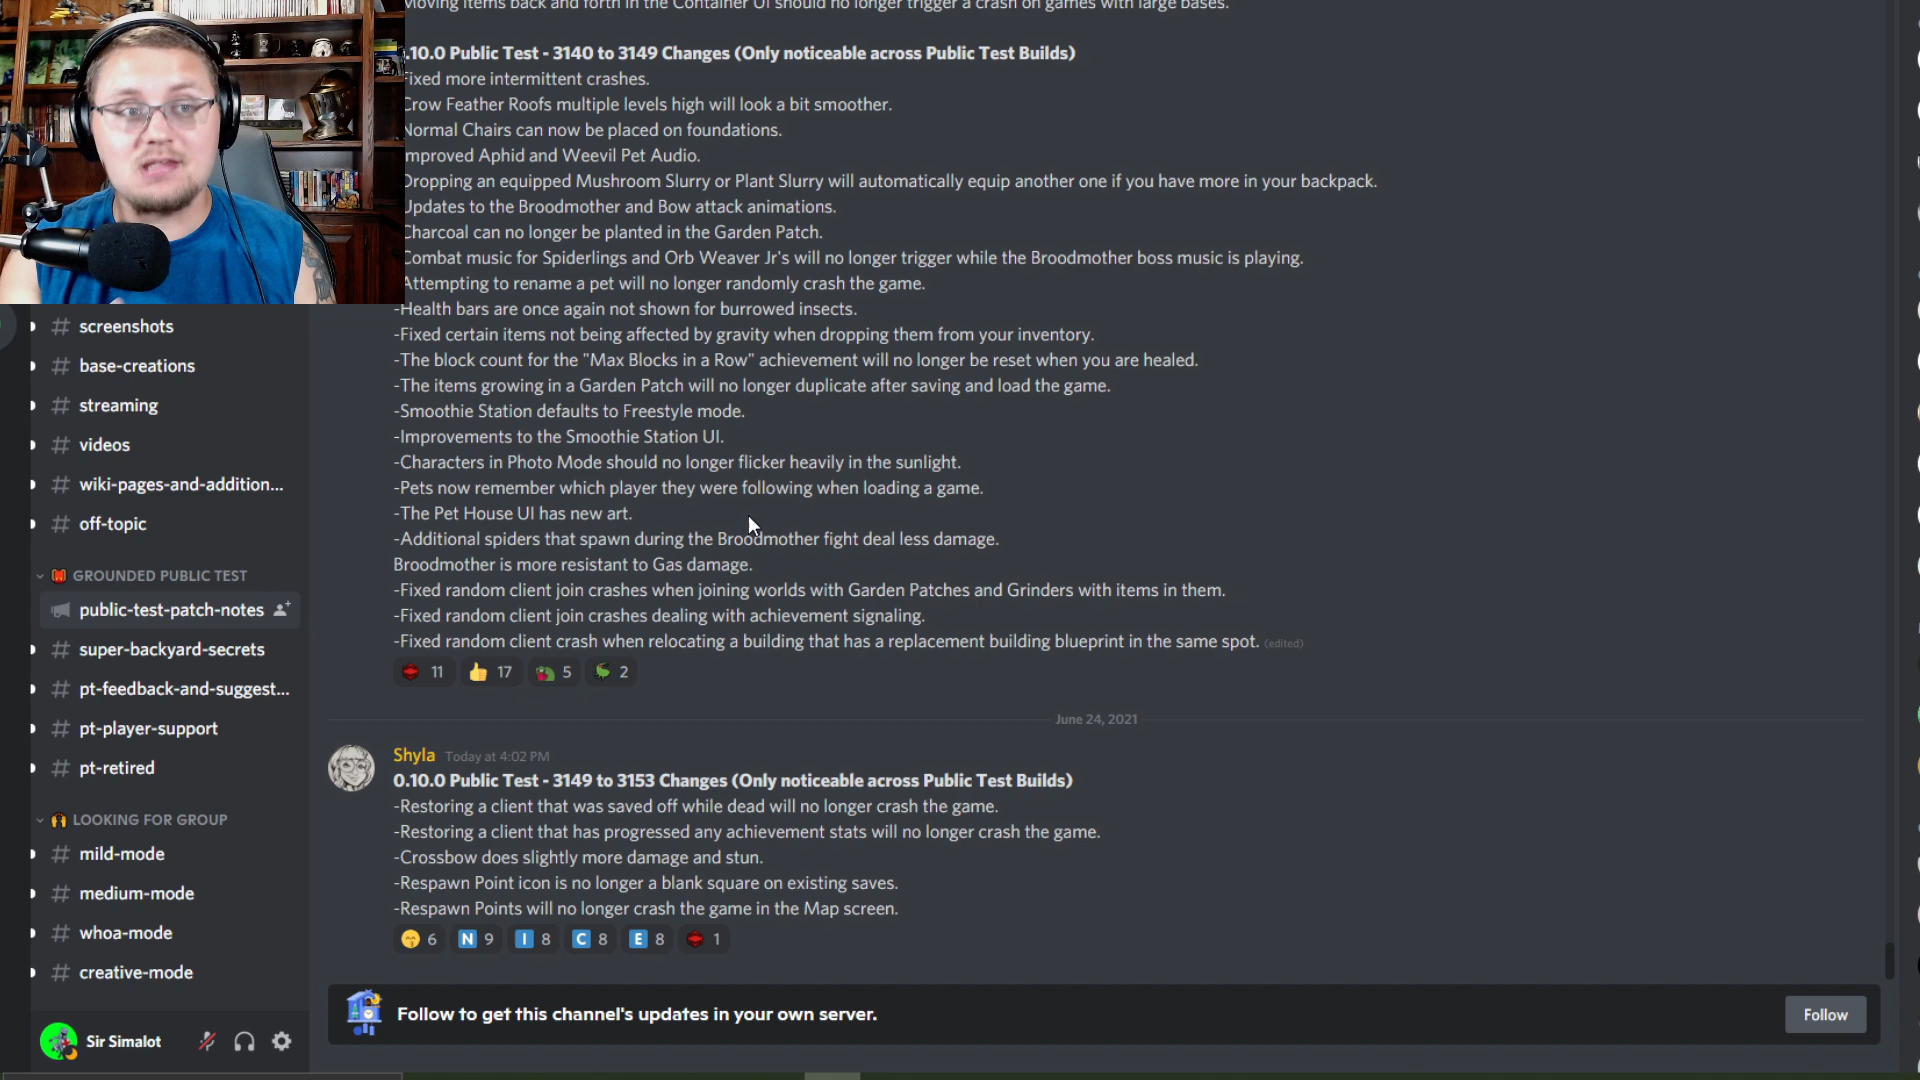 Moving items back and forth in the Container UI should no longer trigger a crash on games with large bases.
.10.0 Public Test - 3140 to 3149 Changes (Only noticeable across Public Test Builds)
Fixed more intermittent crashes.
Crow Feather Roofs multiple levels high will look a bit smoother.
Normal Chairs can now be placed on foundations.
mproved Aphid and Weevil Pet Audio.
Dropping an equipped Mushroom Slurry or Plant Slurry will automatically equip another one if you have more in your backpack.
Updates to the Broodmother and Bow attack animations.
Charcoal can no longer be planted in the Garden Patch.
Combat music for Spiderlings and Orb Weaver Jr's will no longer trigger while the Broodmother boss music is playing.
Attempting to rename a pet will no longer randomly crash the game.
-Health bars are once again not shown for burrowed insects.
-Fixed certain items not being affected by gravity when dropping them from your inventory.
-The block count for the "Max Blocks in a Row" achievement will no longer be reset when you are healed.
-The items growing in a Garden Patch will no longer duplicate after saving and load the game.
-Smoothie Station defaults to Freestyle mode.
-Improvements to the Smoothie Station UI.
-Characters in Photo Mode should no longer flicker heavily in the sunlight.
-Pets now remember which player they were following when loading a game.
-The Pet House UI has new art.
-Additional spiders that spawn during the Broodmother fight deal less damage.
Broodmother is more resistant to Gas damage.
-Fixed random client join crashes when joining worlds with Garden Patches and Grinders with items in them.
-Fixed random client join crashes dealing with achievement signaling.
-Fixed random client crash when relocating a building that has a replacement building blueprint in the same spot. (edited)
11 17 5 2
June 24, 2021
Shyla Today at 4:02 PM
0.10.0 Public Test - 3149 to 3153 Changes (Only noticeable across Public Test Builds)
-Restoring a client that was saved off while dead will no longer crash the game.
-Restoring a client that has progressed any achievement stats will no longer crash the game.
-Crossbow does slightly more damage and stun.
-Respawn Point icon is no longer a blank square on existing saves.
-Respawn Points will no longer crash the game in the Map screen.
6 N 9 I 8 C 8 E 8 1
Follow to get this channel's updates in your own server.
Follow
# screenshots
# base-creations
# streaming
# videos
# wiki-pages-and-addition...
# off-topic
GROUNDED PUBLIC TEST
public-test-patch-notes
# super-backyard-secrets
# pt-feedback-and-suggest...
# pt-player-support
# pt-retired
LOOKING FOR GROUP
# mild-mode
# medium-mode
# whoa-mode
# creative-mode
Sir Simalot